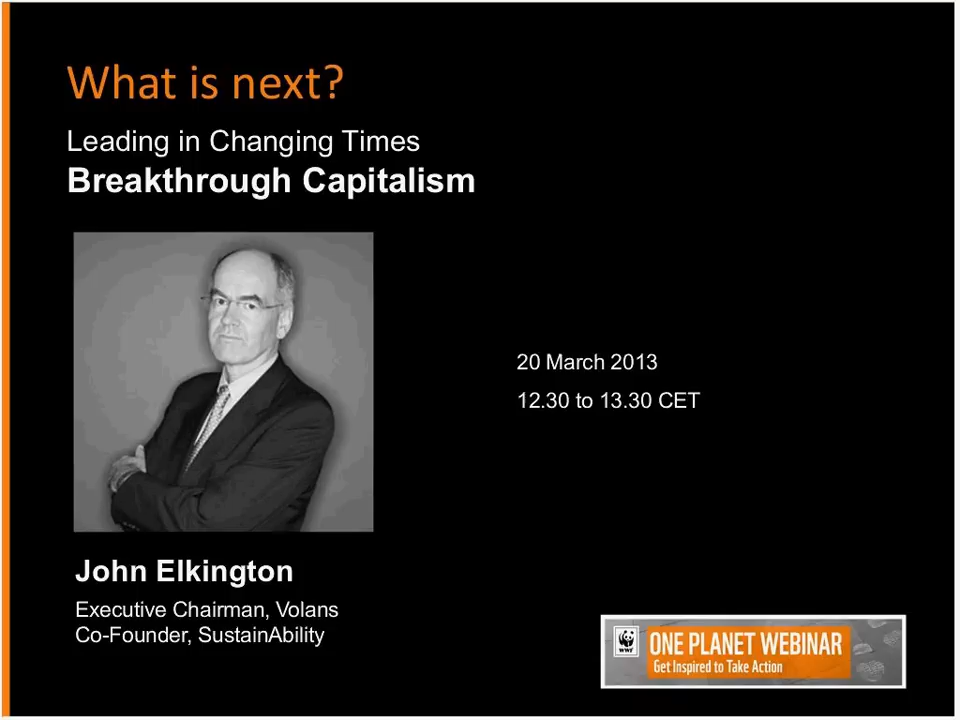 What is next?
Leading in Changing Times
Breakthrough Capitalism
20 March 2013
12.30 to 13.30 CET
John Elkington
Executive Chairman, Volans
Co-Founder, SustainAbility
WWF
ONE PLANET WEBINAR
Get Inspired to Take Action